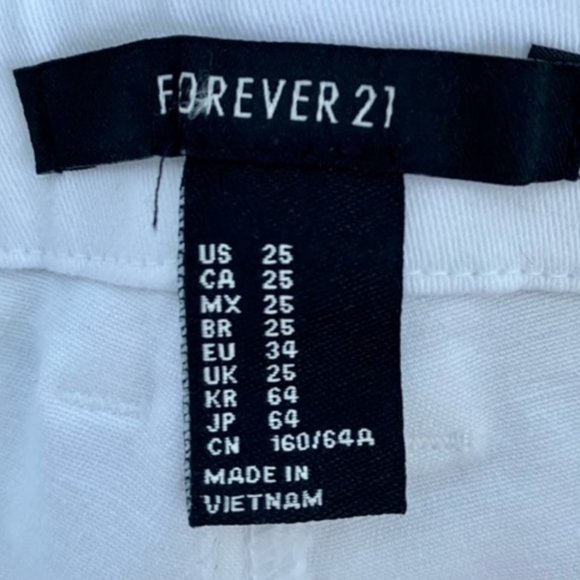 FOREVER 21
US 25
CA 25
MX 25
BR 25
EU 34
UK 25
KR 64
JP 64
CN 160/64A
MADE IN
VIETNAM